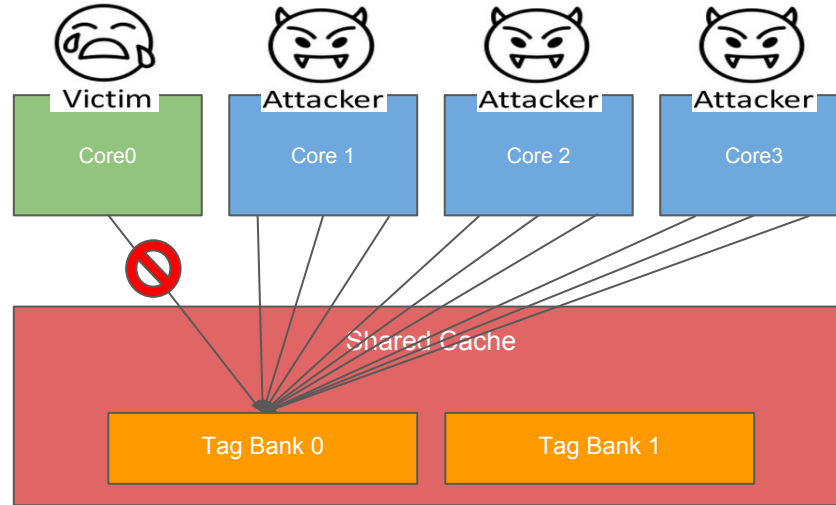 Victim
Attacker
Attacker
Attacker
Core0
Core 1
Core 2
Core3
Shared Cache
Tag Bank 0
Tag Bank 1